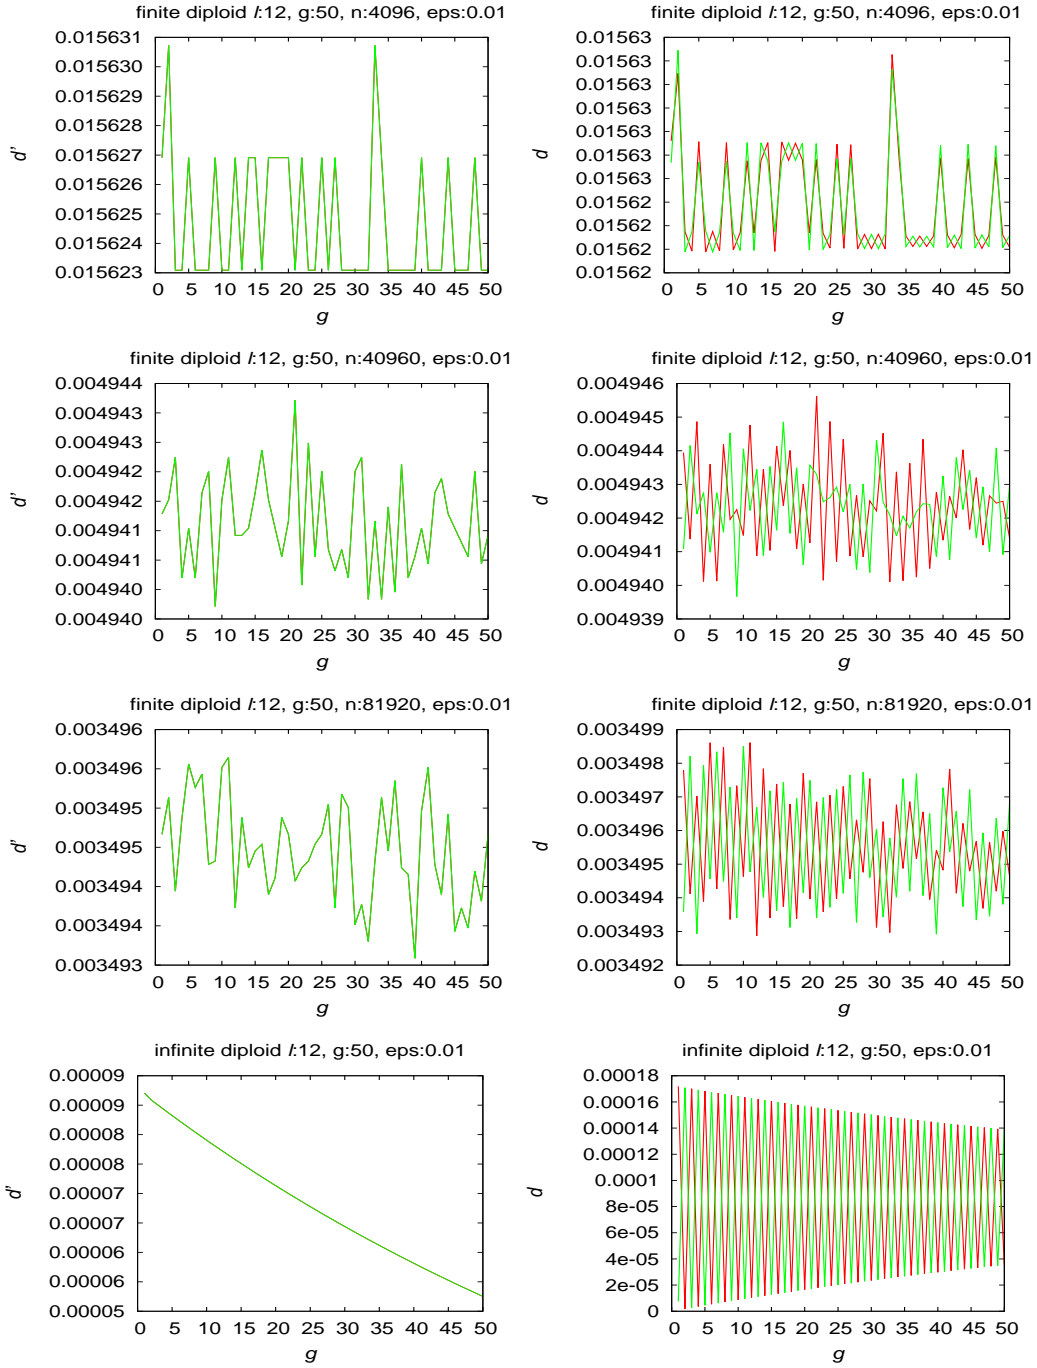 finite diploid l:12, g:50, n:4096, eps:0.01
0.015631
0.015630
0.015629
0.015628
0.015627
0.015626
0.015625
0.015624
0.015623
d'
0 5 10 15 20 25 30 35 40 45 50
g
finite diploid l:12, g:50, n:4096, eps:0.01
0.01563
0.01563
0.01563
0.01563
0.01563
0.01563
0.01562
0.01562
0.01562
0.01562
d
0 5 10 15 20 25 30 35 40 45 50
g
finite diploid l:12, g:50, n:40960, eps:0.01
0.004944
0.004943
0.004943
0.004942
0.004942
0.004941
0.004941
0.004940
0.004940
d'
0 5 10 15 20 25 30 35 40 45 50
g
finite diploid l:12, g:50, n:40960, eps:0.01
0.004946
0.004945
0.004944
0.004943
0.004942
0.004941
0.004940
0.004939
d
0 5 10 15 20 25 30 35 40 45 50
g
finite diploid l:12, g:50, n:81920, eps:0.01
0.003496
0.003496
0.003495
0.003495
0.003494
0.003494
0.003493
d'
0 5 10 15 20 25 30 35 40 45 50
g
finite diploid l:12, g:50, n:81920, eps:0.01
0.003499
0.003498
0.003497
0.003496
0.003495
0.003494
0.003493
0.003492
d
0 5 10 15 20 25 30 35 40 45 50
g
infinite diploid l:12, g:50, eps:0.01
0.00009
0.00009
0.00008
0.00008
0.00007
0.00007
0.00006
0.00006
0.00005
d'
0 5 10 15 20 25 30 35 40 45 50
g
infinite diploid l:12, g:50, eps:0.01
0.00018
0.00016
0.00014
0.00012
0.0001
8e-05
6e-05
4e-05
2e-05
0
d
0 5 10 15 20 25 30 35 40 45 50
g